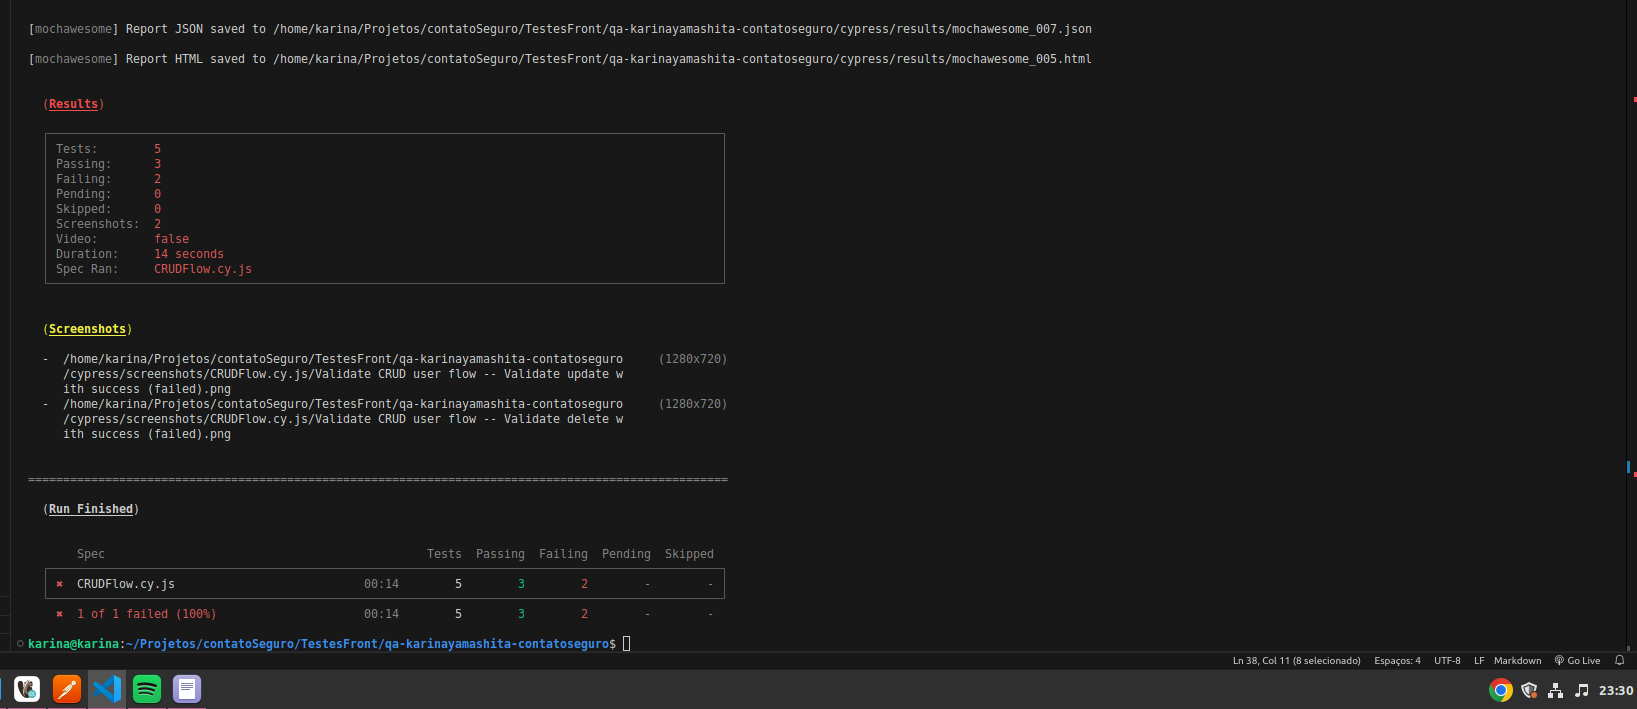 [mochawesome] Report JSON saved to /home/karina/Projetos/contatoSeguro/TestesFront/qa-karinayamashita-contatoseguro/cypress/results/mochawesome_007.json
[mochawesome] Report HTML saved to /home/karina/Projetos/contatoSeguro/TestesFront/qa-karinayamashita-contatoseguro/cypress/results/mochawesome_005.html
(Results)
Tests: 5
Passing: 3
Failing: 2
Pending: 0
Skipped: 0
Screenshots: 2
Video: false
Duration: 14 seconds
Spec Ran: CRUDFlow.cy.js
(Screenshots)
- /home/karina/Projetos/contatoSeguro/TestesFront/qa-karinayamashita-contatoseguro (1280x720)
/cypress/screenshots/CRUDFlow.cy.js/Validate CRUD user flow -- Validate update w
ith success (failed).png
- /home/karina/Projetos/contatoSeguro/TestesFront/qa-karinayamashita-contatoseguro (1280x720)
/cypress/screenshots/CRUDFlow.cy.js/Validate CRUD user flow -- Validate delete w
ith success (failed).png
====================================================================================================
(Run Finished)
Spec Tests Passing Failing Pending Skipped
✖ CRUDFlow.cy.js 00:14 5 3 2 - -
✖ 1 of 1 failed (100%) 00:14 5 3 2 - -
karina@karina:~/Projetos/contatoSeguro/TestesFront/qa-karinayamashita-contatoseguro$
Ln 38, Col 11 (8 selecionado) Espaços: 4 UTF-8 LF Markdown Go Live
23:30